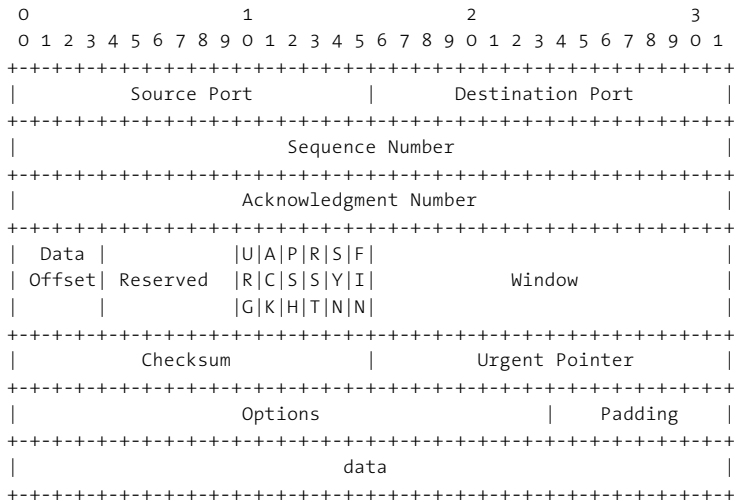 0                   1                   2                   3
 0 1 2 3 4 5 6 7 8 9 0 1 2 3 4 5 6 7 8 9 0 1 2 3 4 5 6 7 8 9 0 1
+-+-+-+-+-+-+-+-+-+-+-+-+-+-+-+-+-+-+-+-+-+-+-+-+-+-+-+-+-+-+-+-+
|          Source Port          |       Destination Port        |
+-+-+-+-+-+-+-+-+-+-+-+-+-+-+-+-+-+-+-+-+-+-+-+-+-+-+-+-+-+-+-+-+
|                        Sequence Number                        |
+-+-+-+-+-+-+-+-+-+-+-+-+-+-+-+-+-+-+-+-+-+-+-+-+-+-+-+-+-+-+-+-+
|                    Acknowledgment Number                      |
+-+-+-+-+-+-+-+-+-+-+-+-+-+-+-+-+-+-+-+-+-+-+-+-+-+-+-+-+-+-+-+-+
|  Data |           |U|A|P|R|S|F|                               |
| Offset| Reserved  |R|C|S|S|Y|I|            Window             |
|       |           |G|K|H|T|N|N|                               |
+-+-+-+-+-+-+-+-+-+-+-+-+-+-+-+-+-+-+-+-+-+-+-+-+-+-+-+-+-+-+-+-+
|           Checksum            |         Urgent Pointer        |
+-+-+-+-+-+-+-+-+-+-+-+-+-+-+-+-+-+-+-+-+-+-+-+-+-+-+-+-+-+-+-+-+
|                    Options                    |    Padding    |
+-+-+-+-+-+-+-+-+-+-+-+-+-+-+-+-+-+-+-+-+-+-+-+-+-+-+-+-+-+-+-+-+
|                             data                              |
+-+-+-+-+-+-+-+-+-+-+-+-+-+-+-+-+-+-+-+-+-+-+-+-+-+-+-+-+-+-+-+-+